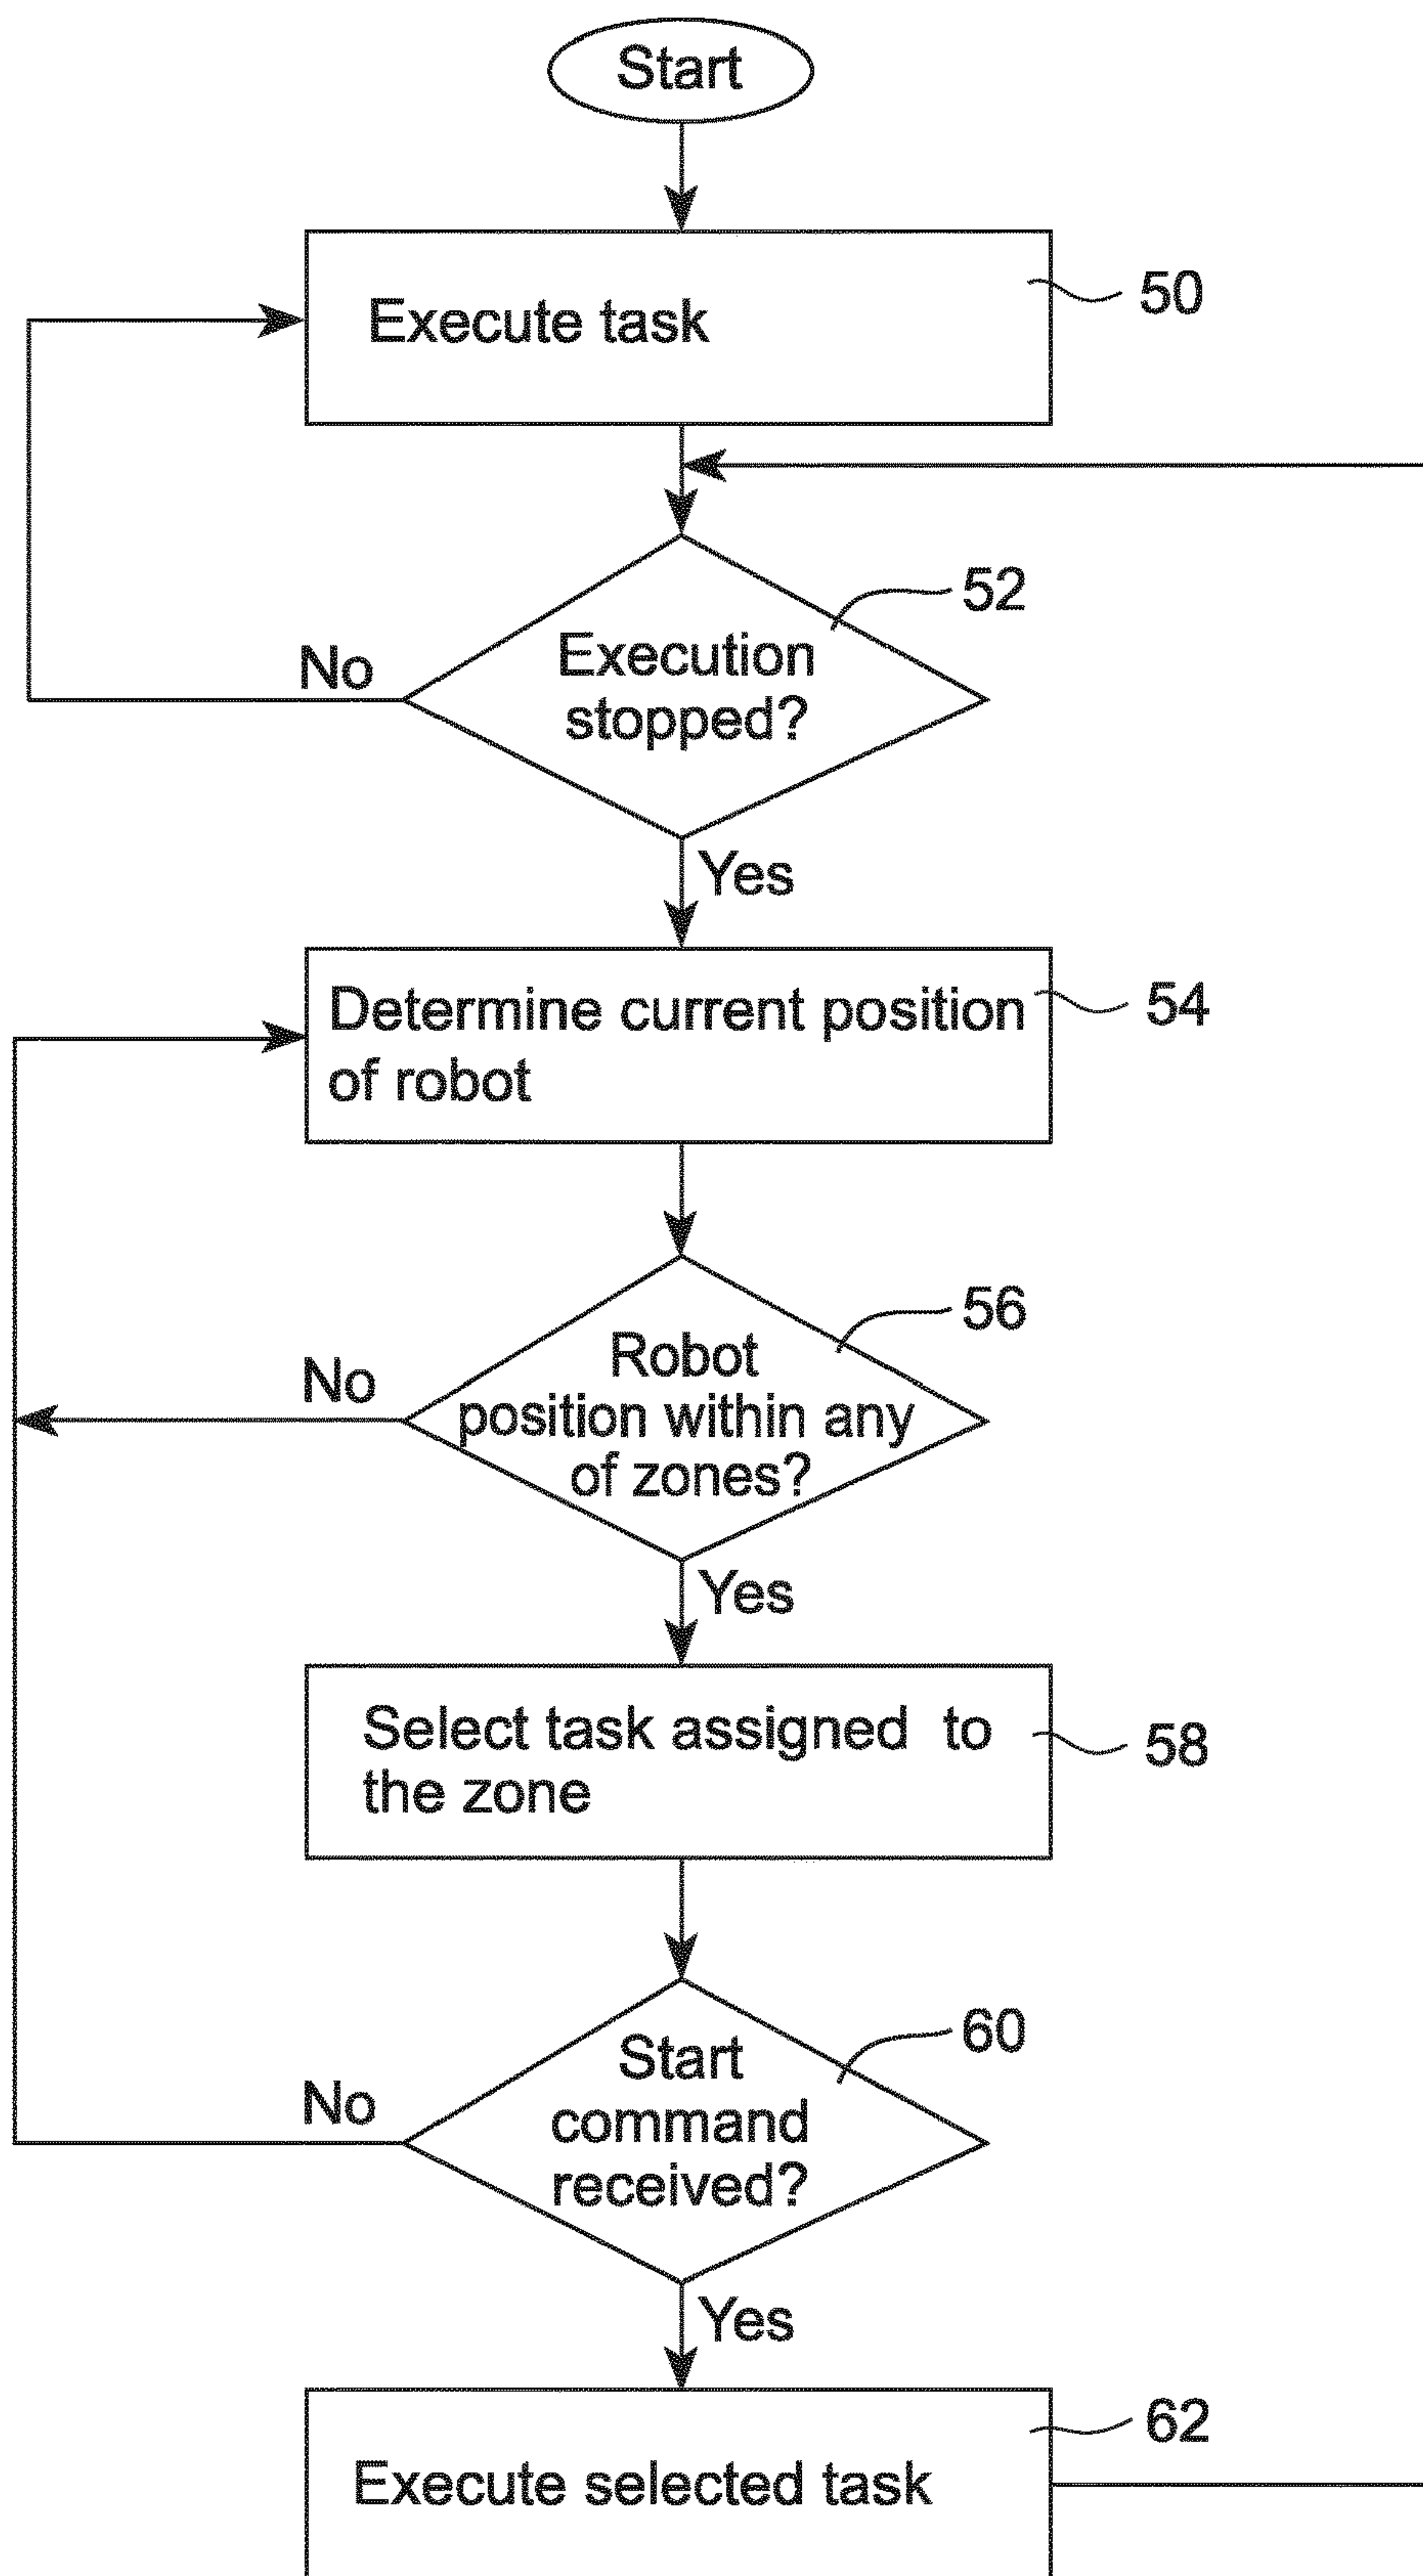 Start
Execute task
50
52
Execution
stopped?
No
Yes
Determine current position
of robot
54
56
Robot
position within any
of zones?
No
Yes
Select task assigned to
the zone
58
60
Start
command
received?
No
Yes
62
Execute selected task